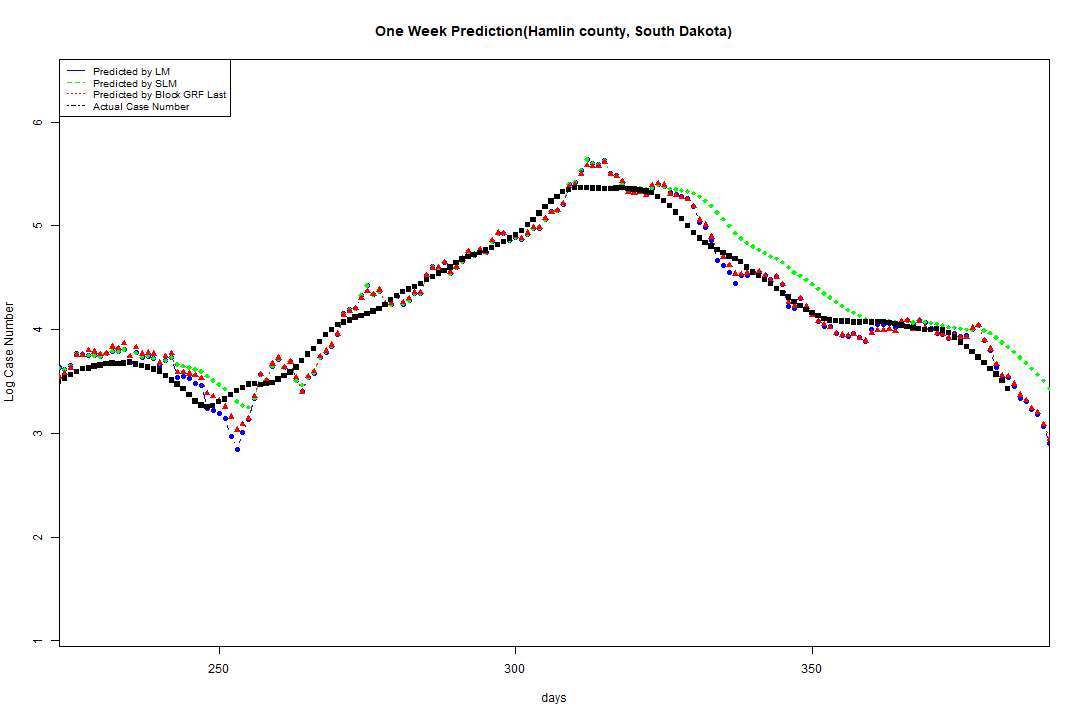 One Week Prediction(Hamlin county, South Dakota)
Predicted by LM
Predicted by SLM
Predicted by Block GRF Last
Actual Case Number
6
5
4
3
2
1
Log Case Number
250 300 350
days